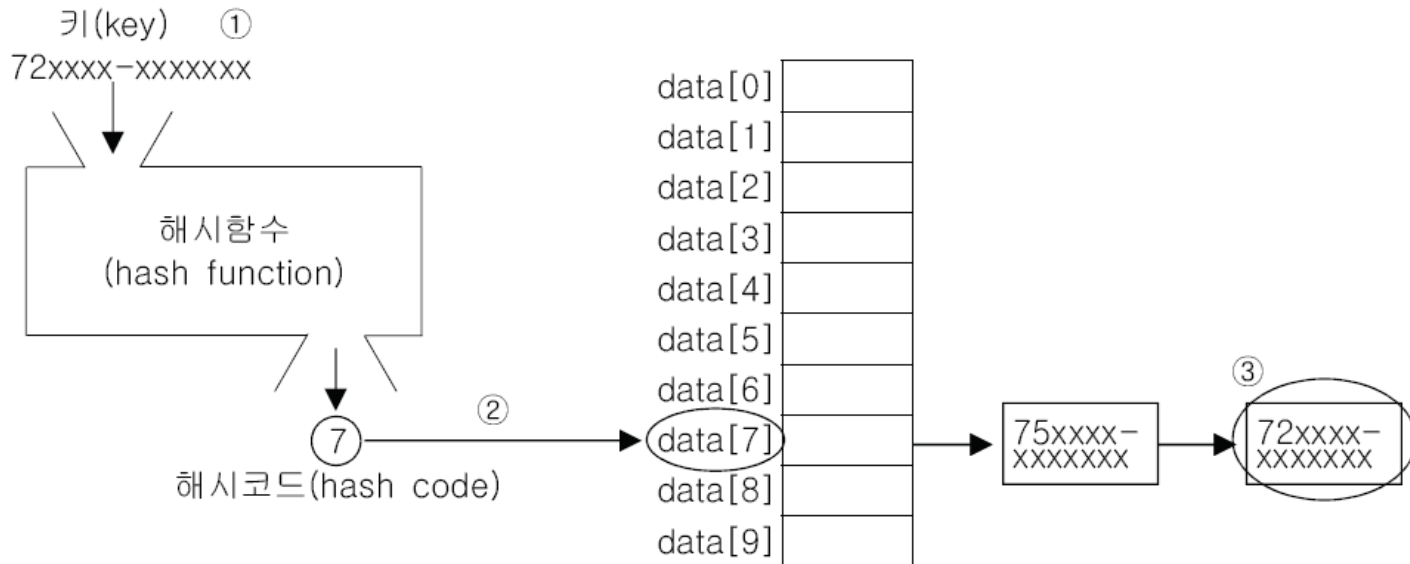 키(key) ①
72xxxx-xxxxxxx
해시함수
(hash function)
②
7
해시코드(hash code)
data[0]
data[1]
data[2]
data[3]
data[4]
data[5]
data[6]
data[7]
data[8]
data[9]
75xxxx-
xxxxxxx
③
72xxxx-
xxxxxxx